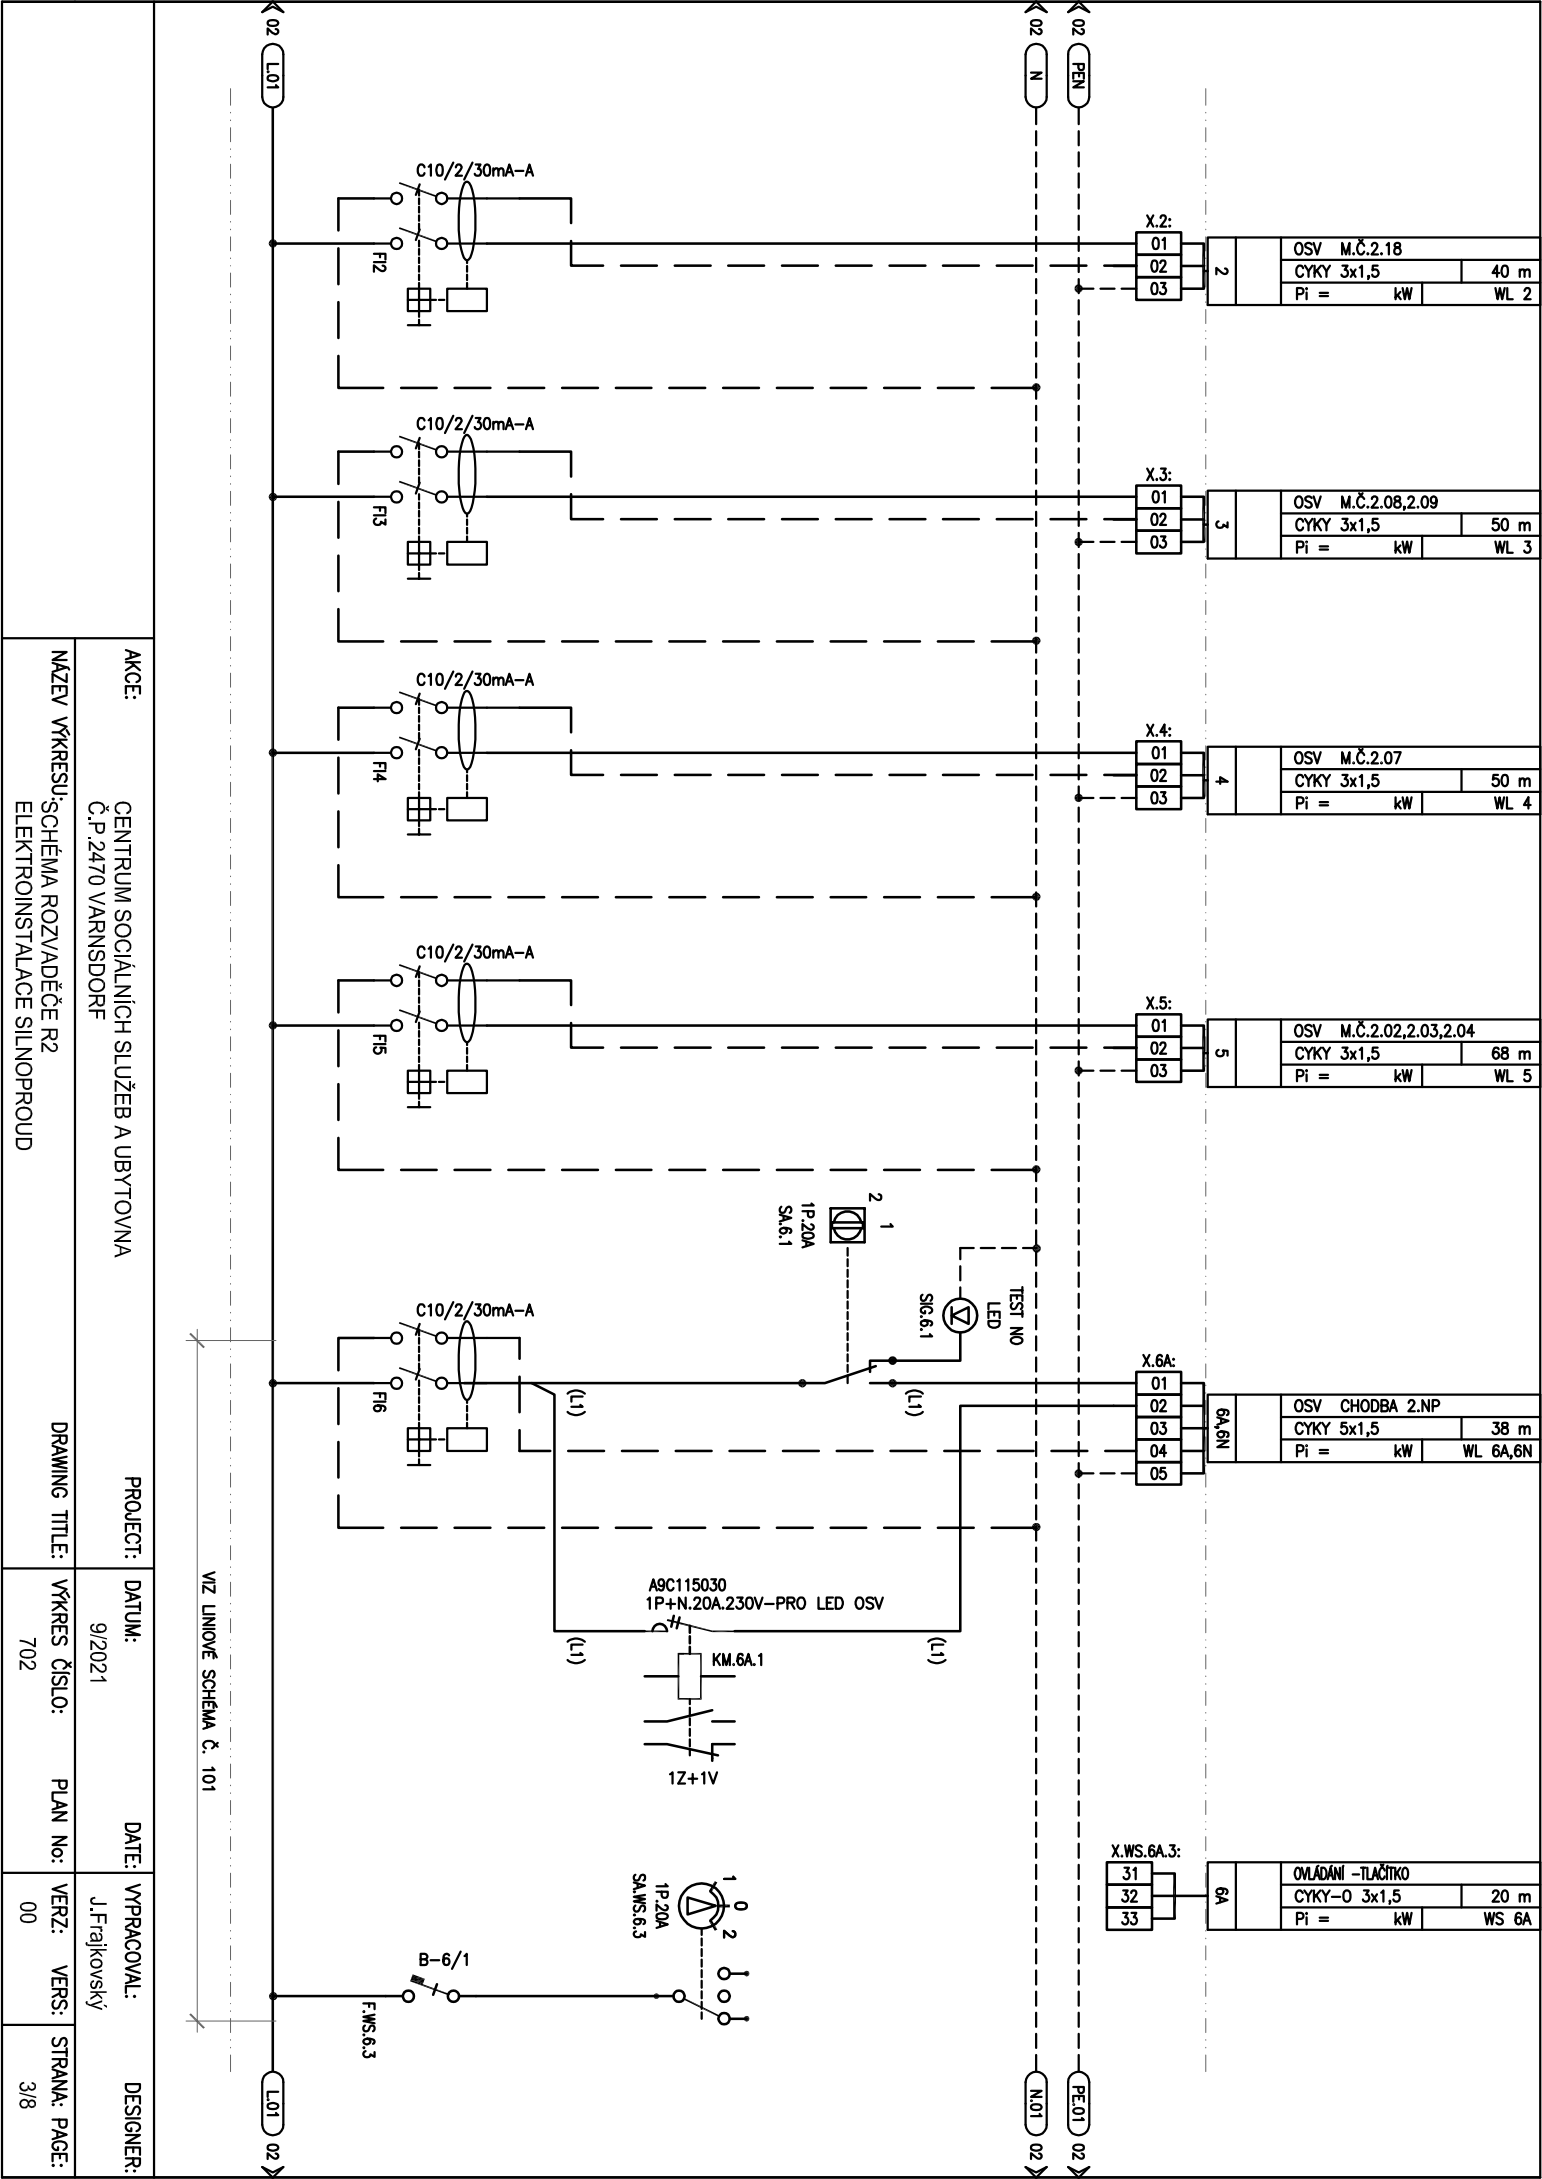 02
L.01
02
N
02
PEN
C10/2/30mA-A
FI2
X.2:
01
02
03
2
OSV M.Č.2.18
CYKY 3x1,5
40 m
Pi = kW
WL 2
C10/2/30mA-A
FI3
X.3:
01
02
03
3
OSV M.Č.2.08,2.09
CYKY 3x1,5
50 m
Pi = kW
WL 3
C10/2/30mA-A
FI4
X.4:
01
02
03
4
OSV M.Č.2.07
CYKY 3x1,5
50 m
Pi = kW
WL 4
C10/2/30mA-A
FI5
X.5:
01
02
03
5
OSV M.Č.2.02,2.03,2.04
CYKY 3x1,5
68 m
Pi = kW
WL 5
2
1
1P.20A
SA.6.1
TEST NO
LED
SIG.6.1
C10/2/30mA-A
FI6
(L1)
(L1)
X.6A:
01
02
03
04
05
6A,6N
OSV CHODBA 2.NP
CYKY 5x1,5
38 m
Pi = kW
WL 6A,6N
A9C115030
1P+N.20A.230V-PRO LED OSV
(L1)
(L1)
KM.6A.1
1Z+1V
X.WS.6A.3:
31
32
33
6A
OVLÁDÁNÍ -TLAČÍTKO
CYKY-O 3x1,5
20 m
Pi = kW
WS 6A
1
0
2
1P.20A
SA.WS.6.3
B-6/1
F.WS.6.3
VIZ LINIOVÉ SCHÉMA Č. 101
L.01
02
N.01
02
PE.01
02
AKCE:
PROJECT:
CENTRUM SOCIÁLNÍCH SLUŽEB A UBYTOVNA
Č.P.2470 VARNSDORF
NÁZEV VÝKRESU:
DRAWING TITLE:
SCHÉMA ROZVADĚČE R2
ELEKTROINSTALACE SILNOPROUD
DATUM:
DATE:
9/2021
VÝKRES ČÍSLO:
PLAN No:
702
VYPRACOVAL:
DESIGNER:
J.Frajkovský
VERZ:
VERS:
00
STRANA:
PAGE:
3/8